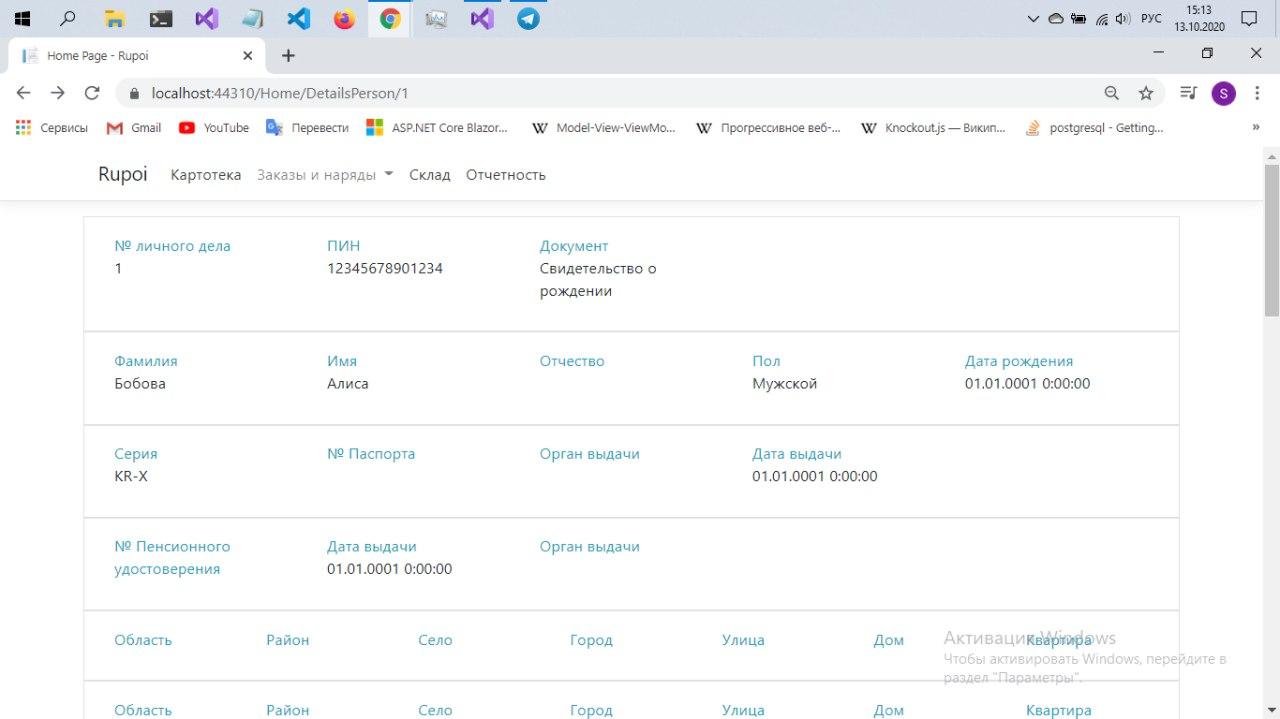 РУС
15:13
13.10.2020
Home Page - Rupoi
localhost:44310/Home/DetailsPerson/1
S
Сервисы Gmail YouTube Перевести ASP.NET Core Blazor... Model-View-ViewMo... Прогрессивное веб-... Knockout.js — Викип... postgresql - Getting... »
Rupoi Картотека Заказы и наряды Склад Отчетность
№ личного дела ПИН Документ
1 12345678901234 Свидетельство о
рождении
Фамилия Имя Отчество Пол Дата рождения
Бобова Алиса Мужской 01.01.0001 0:00:00
Серия № Паспорта Орган выдачи Дата выдачи
KR-X 01.01.0001 0:00:00
№ Пенсионного Дата выдачи Орган выдачи
удостоверения 01.01.0001 0:00:00
Область Район Село Город Улица Дом Квартира
Активация Windows
Чтобы активировать Windows, перейдите в
раздел "Параметры".
Область Район Село Город Улица Дом Квартира